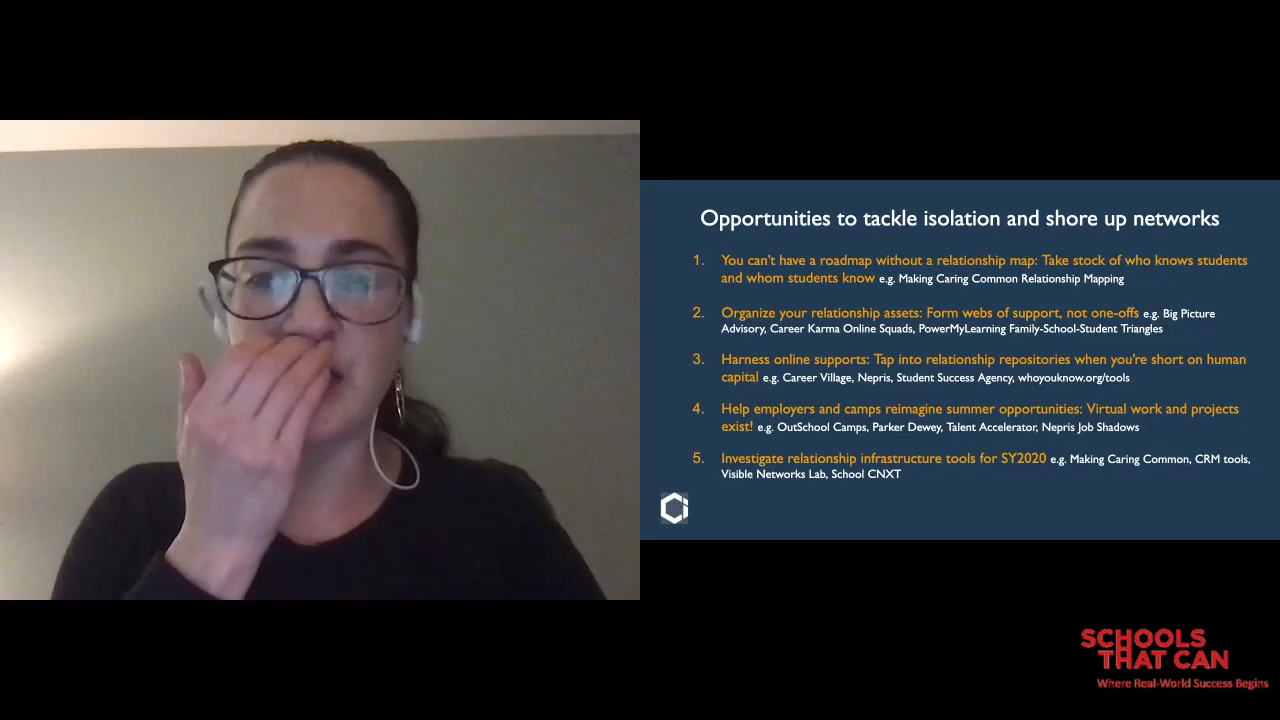 Opportunities to tackle isolation and shore up networks
1. You can't have a roadmap without a relationship map: Take stock of who knows students
and whom students know e.g. Making Caring Common Relationship Mapping
2. Organize your relationship assets: Form webs of support, not one-offs e.g. Big Picture
Advisory, Career Karma Online Squads, PowerMyLearning Family-School-Student Triangles
3. Harness online supports: Tap into relationship repositories when you're short on human
capital e.g. Career Village, Nepris, Student Success Agency, whoyouknow.org/tools
4. Help employers and camps reimagine summer opportunities: Virtual work and projects
exist! e.g. OutSchool Camps, Parker Dewey, Talent Accelerator, Nepris Job Shadows
5. Investigate relationship infrastructure tools for SY2020 e.g. Making Caring Common, CRM tools,
Visible Networks Lab, School CNXT
SCHOOLS
THAT CAN
Where Real-World Success Begins